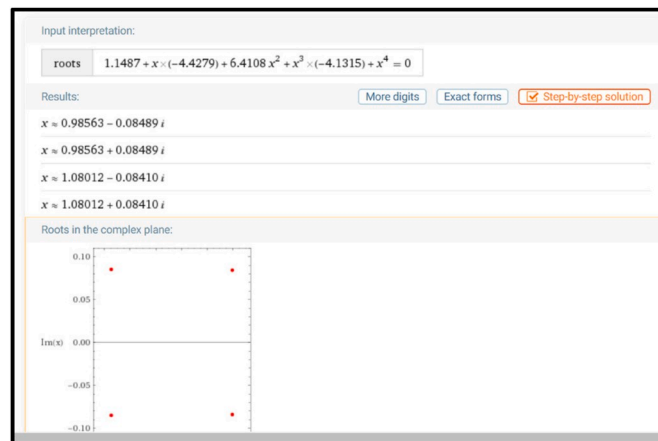 Input interpretation:
roots 1.1487 + x×(-4.4279) + 6.4108 x² + x³×(-4.1315) + x⁴ = 0
Results:
More digits Exact forms Step-by-step solution
x ≈ 0.98563 - 0.08489 i
x ≈ 0.98563 + 0.08489 i
x ≈ 1.08012 - 0.08410 i
x ≈ 1.08012 + 0.08410 i
Roots in the complex plane:
0.10
0.05
Im(x) 0.00
-0.05
-0.10